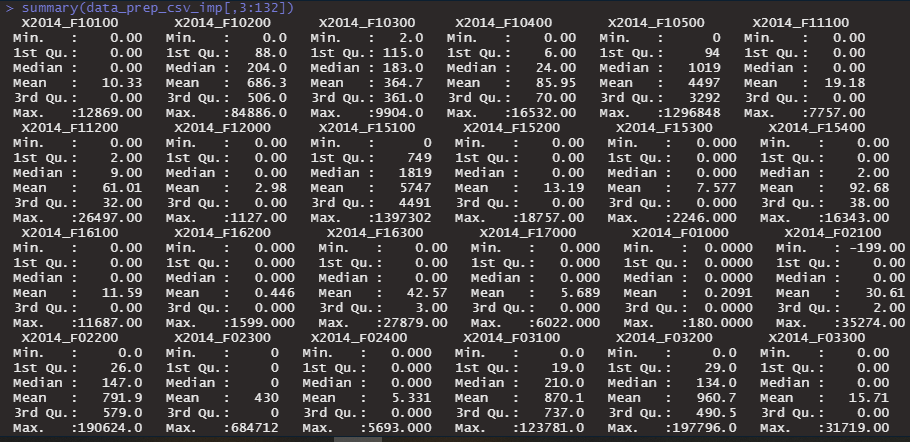 > summary(data_prep_csv_imp[,3:132])
X2014_F10100 X2014_F10200 X2014_F10300 X2014_F10400 X2014_F10500 X2014_F11100
Min. : 0.00 Min. : 0.0 Min. : 2.0 Min. : 0.00 Min. : 0 Min. : 0.00
1st Qu.: 0.00 1st Qu.: 88.0 1st Qu.: 115.0 1st Qu.: 6.00 1st Qu.: 94 1st Qu.: 0.00
Median : 0.00 Median : 204.0 Median : 183.0 Median : 24.00 Median : 1019 Median : 0.00
Mean : 10.33 Mean : 686.3 Mean : 364.7 Mean : 85.95 Mean : 4497 Mean : 19.18
3rd Qu.: 0.00 3rd Qu.: 506.0 3rd Qu.: 361.0 3rd Qu.: 70.00 3rd Qu.: 3292 3rd Qu.: 0.00
Max. :12869.00 Max. :84886.0 Max. :9904.0 Max. :16532.00 Max. :1296848 Max. :7757.00
X2014_F11200 X2014_F12000 X2014_F15100 X2014_F15200 X2014_F15300 X2014_F15400
Min. : 0.00 Min. : 0.00 Min. : 0 Min. : 0.00 Min. : 0.000 Min. : 0.00
1st Qu.: 2.00 1st Qu.: 0.00 1st Qu.: 749 1st Qu.: 0.00 1st Qu.: 0.000 1st Qu.: 0.00
Median : 9.00 Median : 0.00 Median : 1819 Median : 0.00 Median : 0.000 Median : 2.00
Mean : 61.01 Mean : 2.98 Mean : 5747 Mean : 13.19 Mean : 7.577 Mean : 92.68
3rd Qu.: 32.00 3rd Qu.: 0.00 3rd Qu.: 4491 3rd Qu.: 0.00 3rd Qu.: 0.000 3rd Qu.: 38.00
Max. :26497.00 Max. :1127.00 Max. :1397302 Max. :18757.00 Max. :2246.000 Max. :16343.00
X2014_F16100 X2014_F16200 X2014_F16300 X2014_F17000 X2014_F01000 X2014_F02100
Min. : 0.00 Min. : 0.000 Min. : 0.00 Min. : 0.000 Min. : 0.0000 Min. : -199.00
1st Qu.: 0.00 1st Qu.: 0.000 1st Qu.: 0.00 1st Qu.: 0.000 1st Qu.: 0.0000 1st Qu.: 0.00
Median : 0.00 Median : 0.000 Median : 0.00 Median : 0.000 Median : 0.0000 Median : 0.00
Mean : 11.59 Mean : 0.446 Mean : 42.57 Mean : 5.689 Mean : 0.2091 Mean : 30.61
3rd Qu.: 0.00 3rd Qu.: 0.000 3rd Qu.: 3.00 3rd Qu.: 0.000 3rd Qu.: 0.0000 3rd Qu.: 2.00
Max. :11687.00 Max. :1599.000 Max. :27879.00 Max. :6022.000 Max. :180.0000 Max. :35274.00
X2014_F02200 X2014_F02300 X2014_F02400 X2014_F03100 X2014_F03200 X2014_F03300
Min. : 0.0 Min. : 0 Min. : 0.000 Min. : 0.0 Min. : 0.0 Min. : 0.00
1st Qu.: 26.0 1st Qu.: 0 1st Qu.: 0.000 1st Qu.: 19.0 1st Qu.: 29.0 1st Qu.: 0.00
Median : 147.0 Median : 0 Median : 0.000 Median : 210.0 Median : 134.0 Median : 0.00
Mean : 791.9 Mean : 430 Mean : 5.331 Mean : 870.1 Mean : 960.7 Mean : 15.71
3rd Qu.: 579.0 3rd Qu.: 0 3rd Qu.: 0.000 3rd Qu.: 737.0 3rd Qu.: 490.5 3rd Qu.: 0.00
Max. :190624.0 Max. :684712 Max. :5693.000 Max. :123781.0 Max. :197796.0 Max. :31719.00